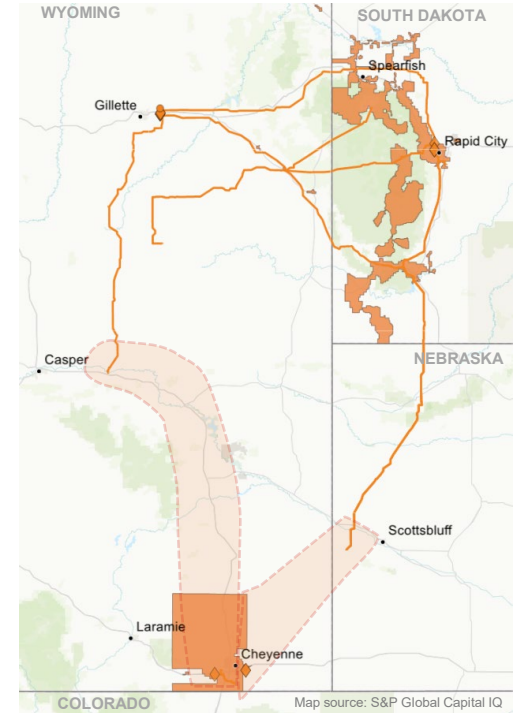 WYOMING
SOUTH DAKOTA
Spearfish
Gillette
Rapid City
Casper
NEBRASKA
Scottsbluff
Laramie
Cheyenne
COLORADO
Map source: S&P Global Capital IQ